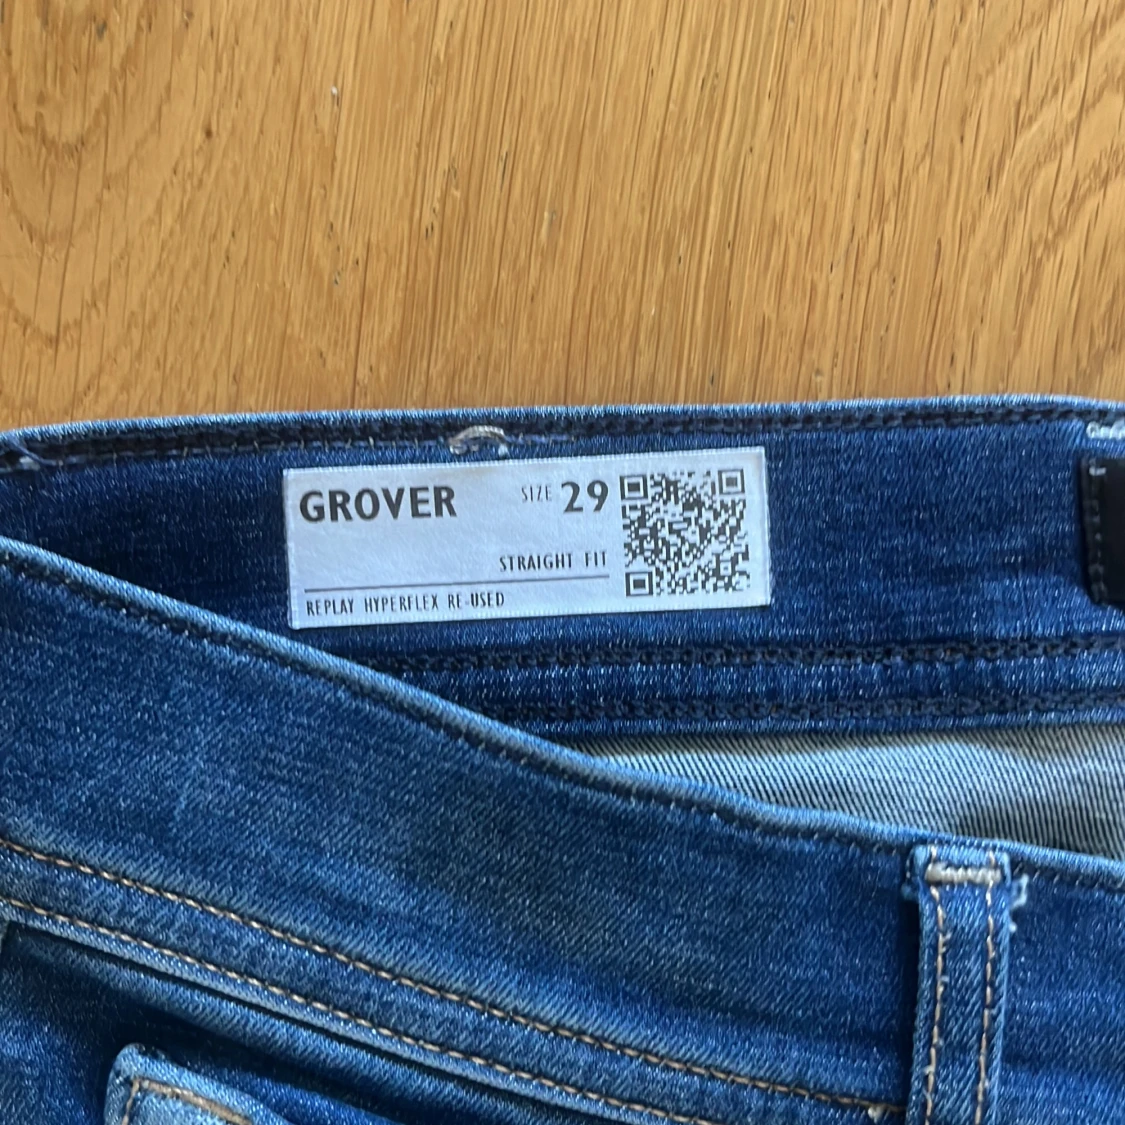 GROVER SIZE 29
STRAIGHT FIT
REPLAY HYPERFLEX RE-USED